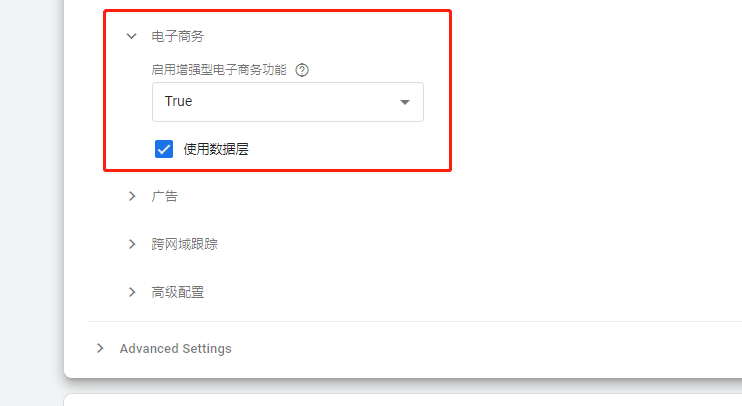 电子商务
启用增强型电子商务功能
True
使用数据层
广告
跨网域跟踪
高级配置
Advanced Settings